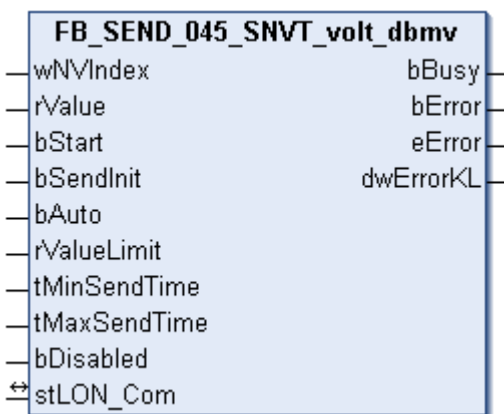 FB_SEND_045_SNVT_volt_dbmv
wNVIndex bBusy
rValue bError
bStart eError
bSendInit dwErrorKL
bAuto
rValueLimit
tMinSendTime
tMaxSendTime
bDisabled
stLON_Com